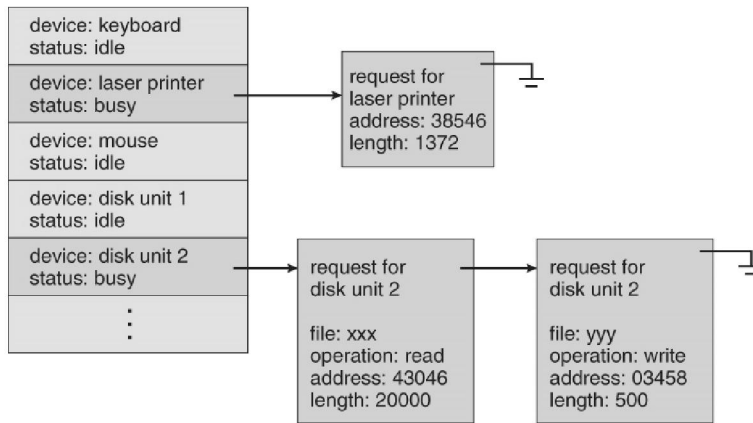 device: keyboard
status: idle
device: laser printer
status: busy
device: mouse
status: idle
device: disk unit 1
status: idle
device: disk unit 2
status: busy
request for
laser printer
address: 38546
length: 1372
request for
disk unit 2
file: xxx
operation: read
address: 43046
length: 20000
request for
disk unit 2
file: yyy
operation: write
address: 03458
length: 500